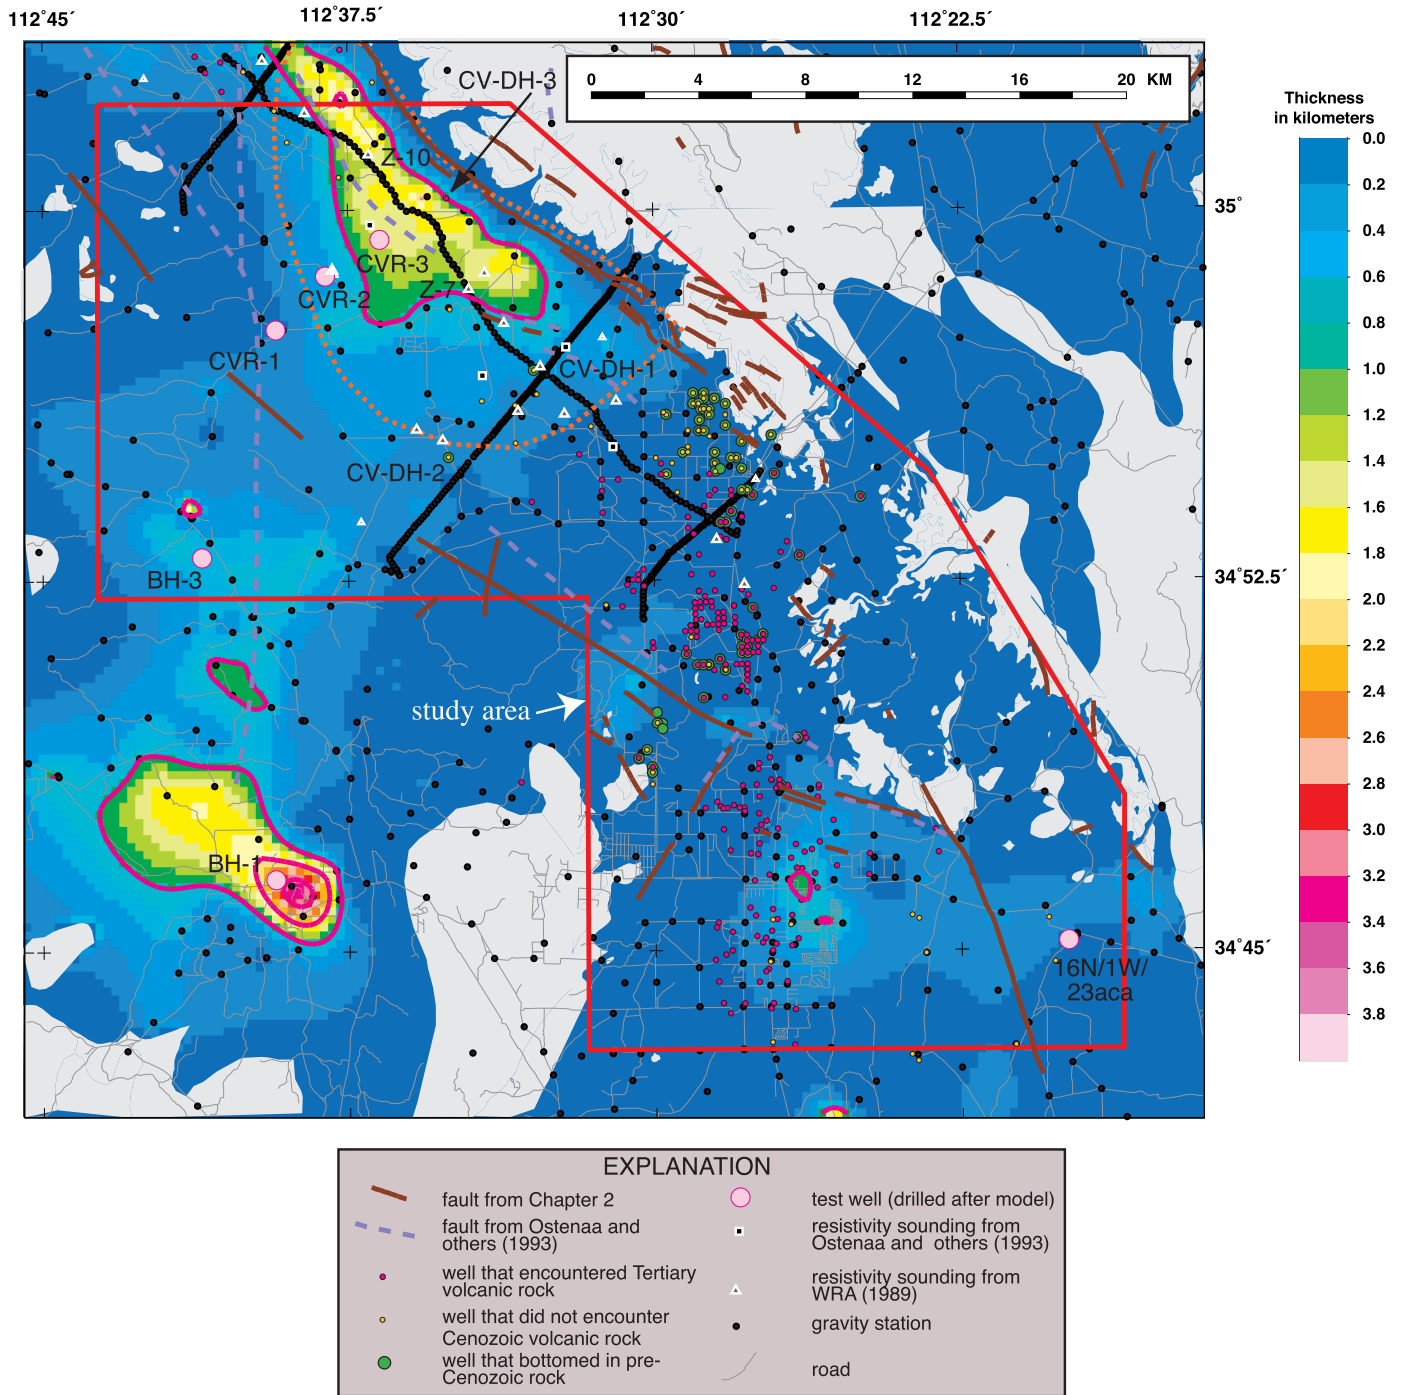 112˚45´
112˚37.5´
112˚30´
112˚22.5´
0 4 8 12 16 20 KM
CV-DH-3
Z-10
CVR-3
Z-7
CVR-2
CVR-1
CV-DH-1
CV-DH-2
BH-3
study area
BH-1
16N/1W/
23aca
35˚
34˚52.5´
34˚45´
Thickness
in kilometers
0.0
0.2
0.4
0.6
0.8
1.0
1.2
1.4
1.6
1.8
2.0
2.2
2.4
2.6
2.8
3.0
3.2
3.4
3.6
3.8
EXPLANATION
fault from Chapter 2
fault from Ostenaa and
others (1993)
well that encountered Tertiary
volcanic rock
well that did not encounter
Cenozoic volcanic rock
well that bottomed in pre-
Cenozoic rock
test well (drilled after model)
resistivity sounding from
Ostenaa and others (1993)
resistivity sounding from
WRA (1989)
gravity station
road